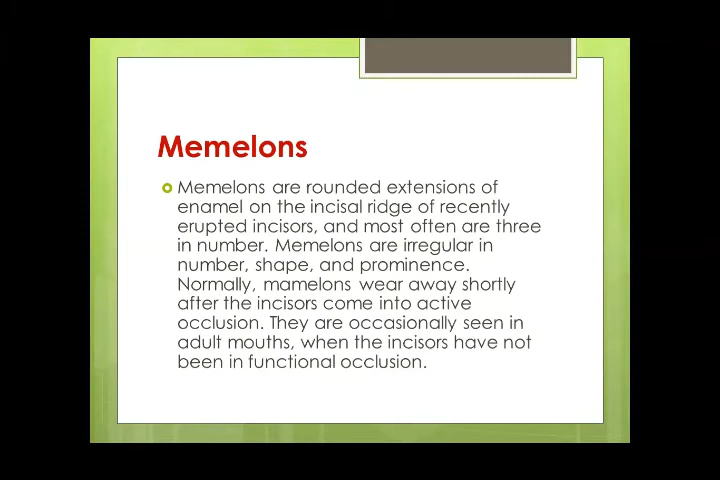 Memelons
Memelons are rounded extensions of
enamel on the incisal ridge of recently
erupted incisors, and most often are three
in number. Memelons are irregular in
number, shape, and prominence.
Normally, mamelons wear away shortly
after the incisors come into active
occlusion. They are occasionally seen in
adult mouths, when the incisors have not
been in functional occlusion.